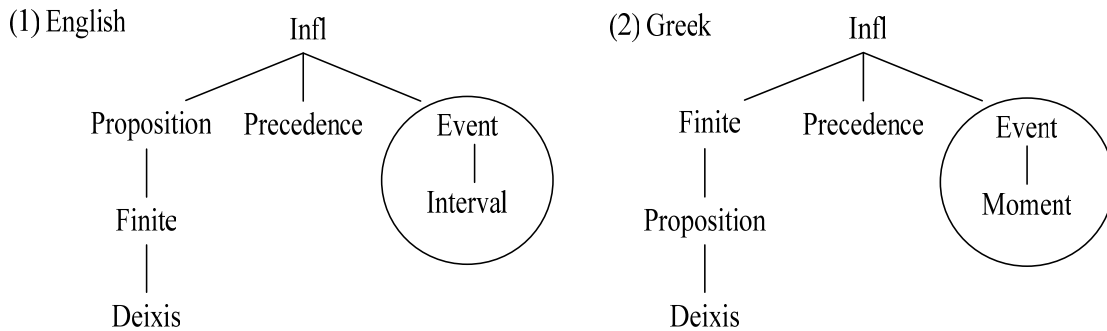 (1) English
Infl
Proposition Precedence Event
Finite
Interval
Deixis
(2) Greek
Infl
Finite Precedence Event
Proposition
Moment
Deixis